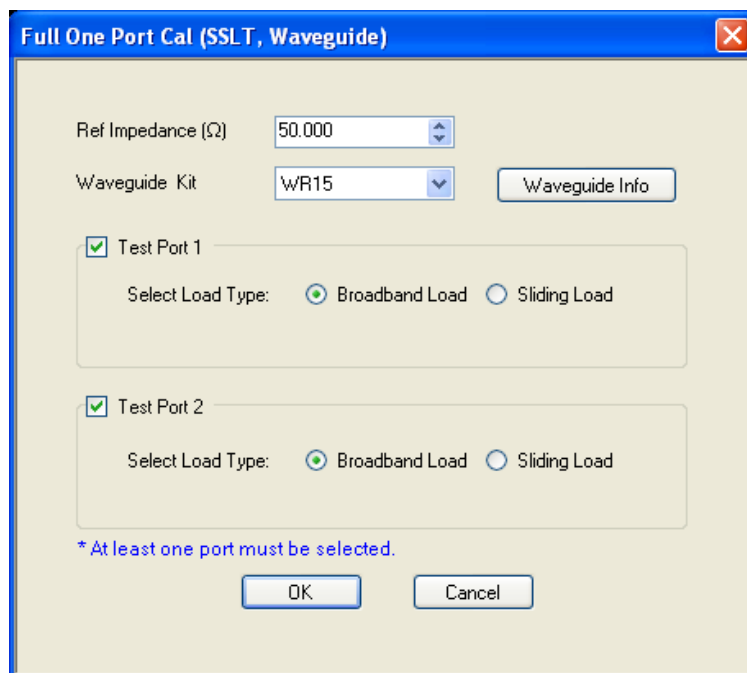 Full One Port Cal (SSLT, Waveguide)
Ref Impedance (Ω) 50.000
Waveguide Kit WR15 Waveguide Info
Test Port 1
Select Load Type: Broadband Load Sliding Load
Test Port 2
Select Load Type: Broadband Load Sliding Load
* At least one port must be selected.
OK Cancel